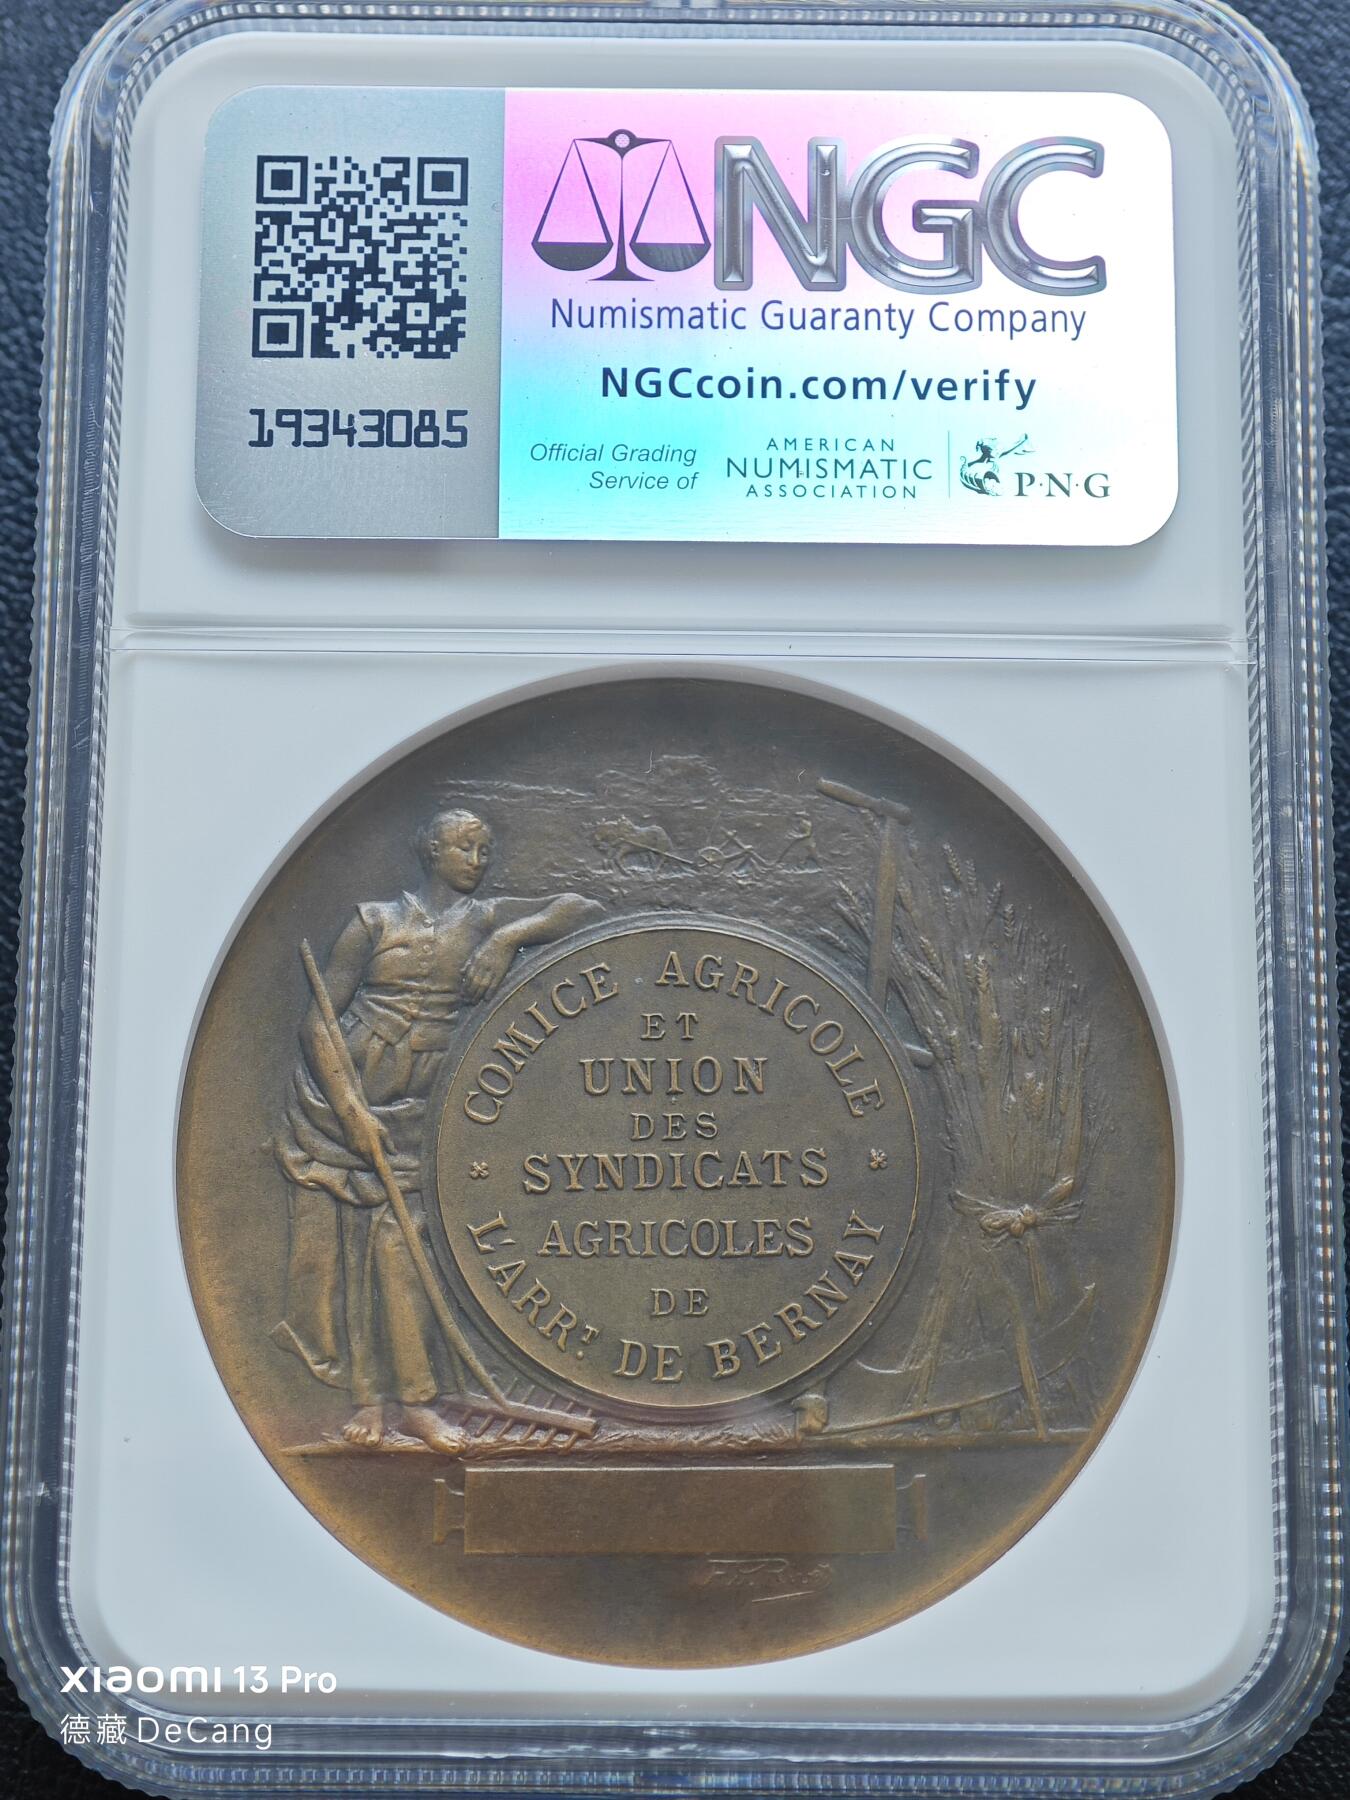 NGC
Numismatic Guaranty Company
NGCcoin.com/verify
19343085
Official Grading
Service of
AMERICAN
NUMISMATIC
ASSOCIATION
P·N·G
COMICE AGRICOLE
ET
UNION
DES
SYNDICATS
AGRICOLES
DE
L'ARRT. DE BERNAY
xiaomi 13 Pro
德藏 DeCang